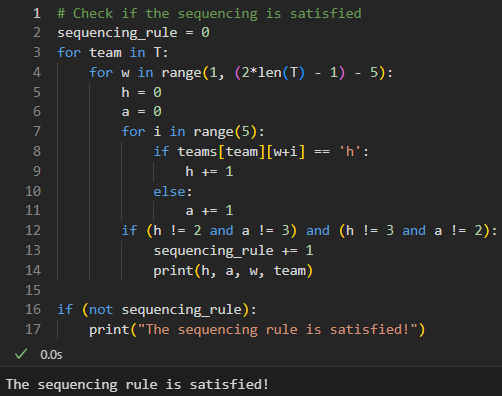 1 # Check if the sequencing is satisfied
2 sequencing_rule = 0
3 for team in T:
4     for w in range(1, (2*len(T) - 1) - 5):
5         h = 0
6         a = 0
7         for i in range(5):
8             if teams[team][w+i] == 'h':
9                 h += 1
10             else:
11                 a += 1
12         if (h != 2 and a != 3) and (h != 3 and a != 2):
13             sequencing_rule += 1
14             print(h, a, w, team)
15
16 if (not sequencing_rule):
17     print("The sequencing rule is satisfied!")
✓ 0.0s
The sequencing rule is satisfied!